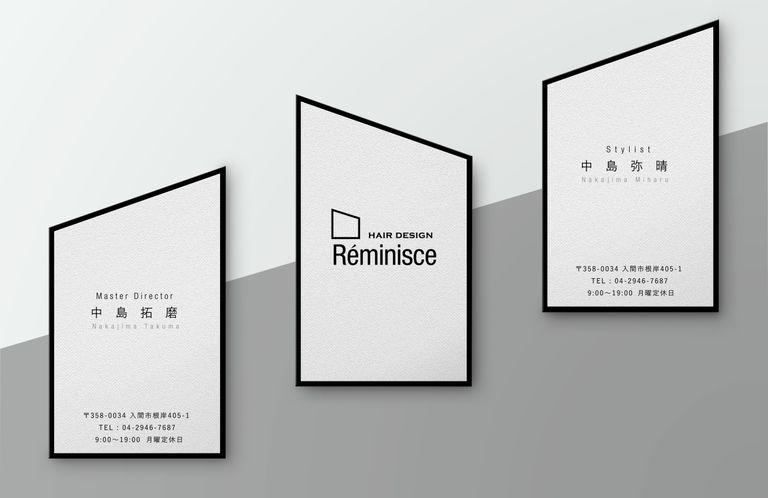 Master Director
中島拓磨
Nakajima Takuma
〒358-0034 入間市根岸405-1
TEL：04-2946-7687
9:00〜19:00 月曜定休日
HAIR DESIGN
Réminisce
Stylist
中島弥晴
Nakajima Miharu
〒358-0034 入間市根岸405-1
TEL：04-2946-7687
9:00〜19:00 月曜定休日